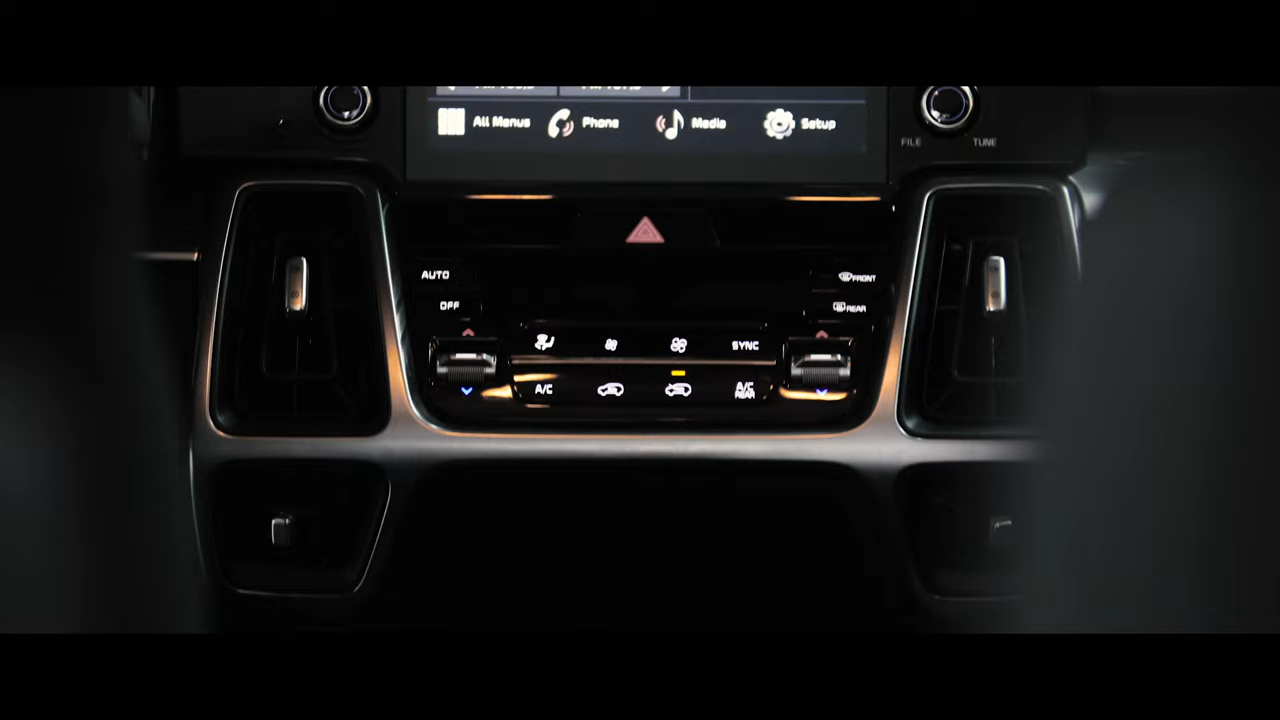 All Menus Phone Media Setup
FILE TUNE
AUTO
FRONT
OFF
REAR
SYNC
A/C
A/C
REAR